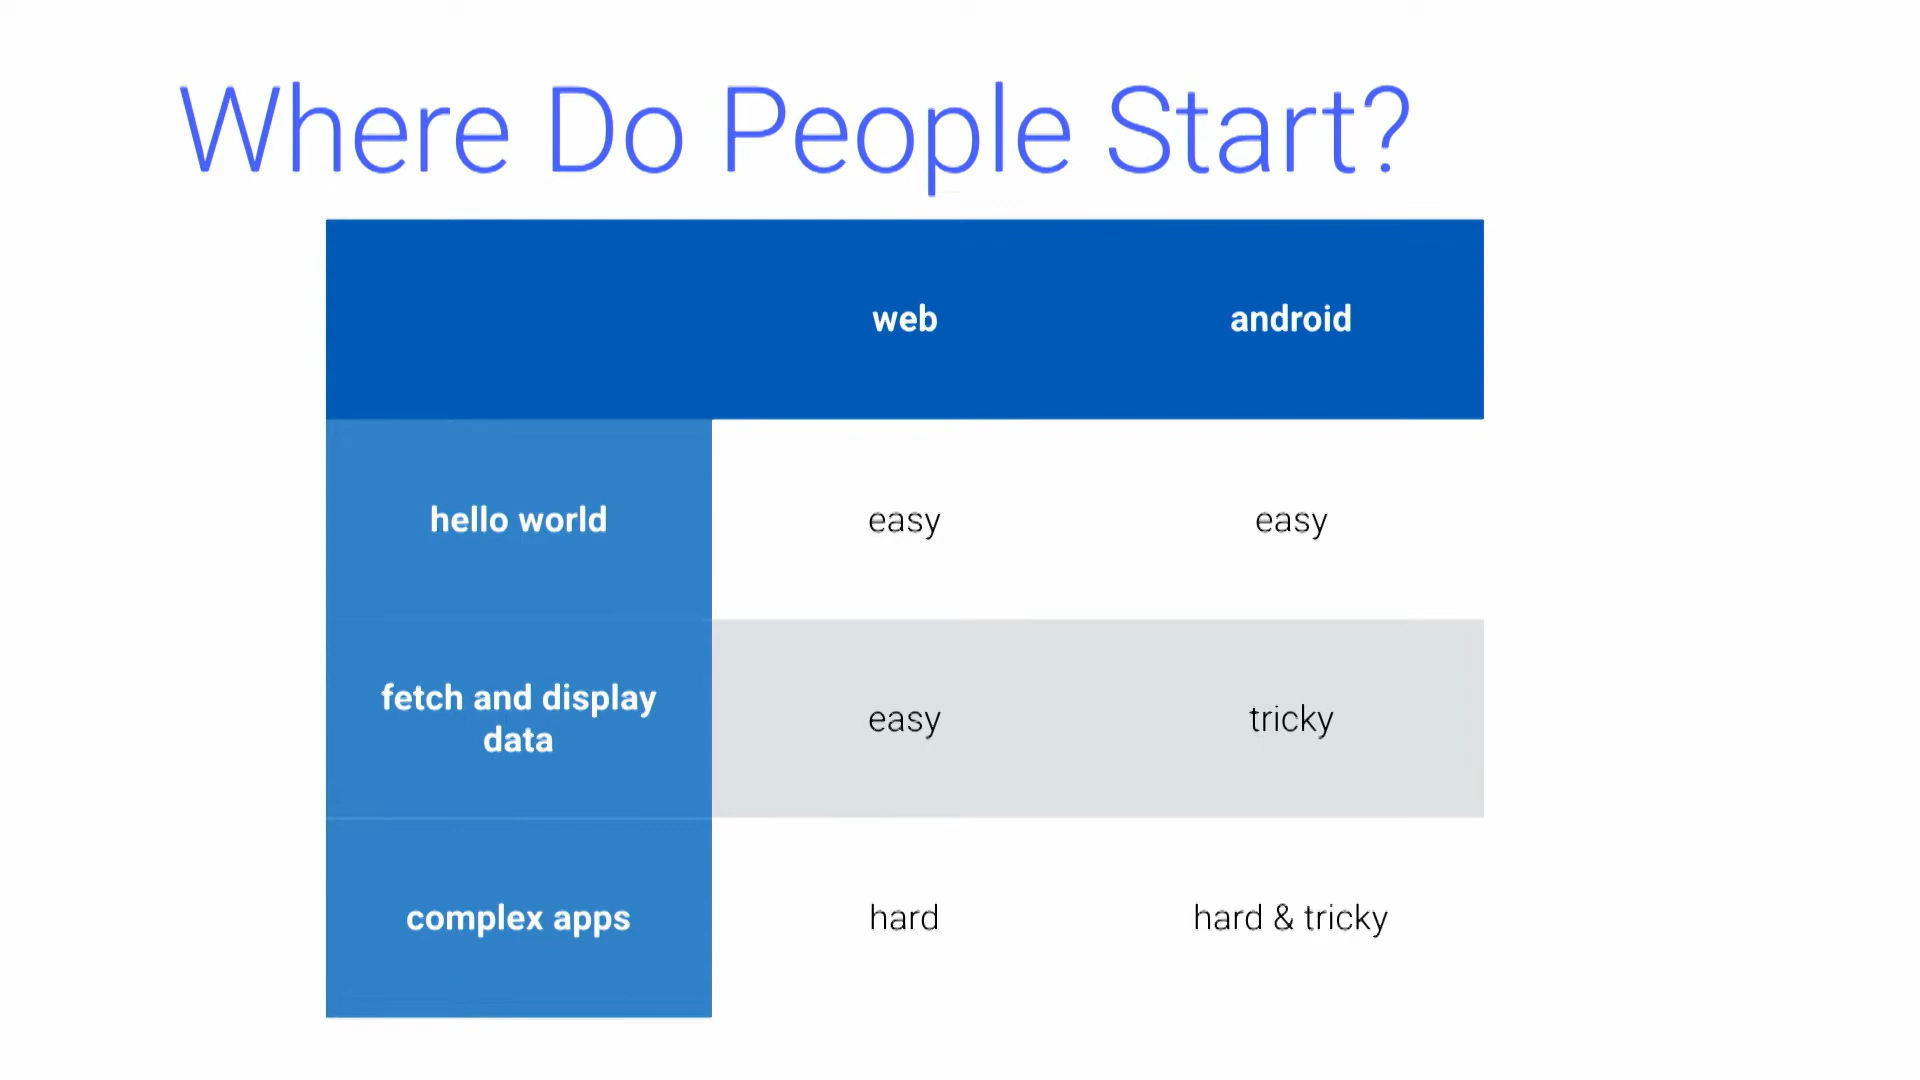 Where Do People Start?
web android
hello world easy easy
fetch and display
data
easy tricky
complex apps hard hard & tricky